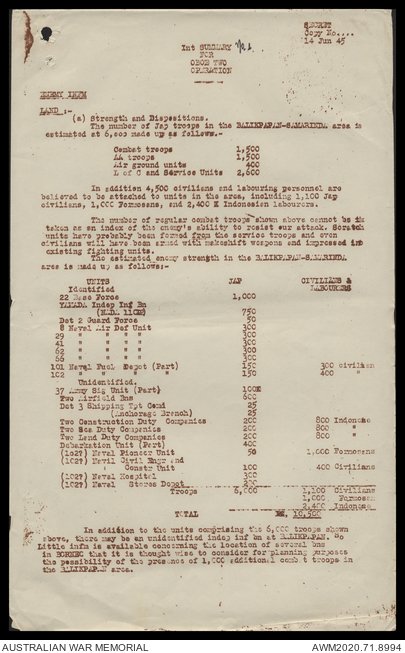 SECRET
Copy No....
14 Jun 45
Int SUMMARY No.1
FOR
OBOE TWO
OPERATION
ENEMY INFM
LAND :-
(a) Strength and Dispositions.
The number of Jap troops in the BALIKPAPAN-SAMARINDA area is
estimated at 6,000 made up as follows.-
Combat troops 1,500
AA troops 1,500
Air ground units 400
L of C and Service Units 2,600
In addition 4,500 civilians and labouring personnel are
believed to be attached to units in the area, including 1,100 Jap
civilians, 1,000 Formosans, and 2,400 Indonesian labourers.
The number of regular combat troops shown above cannot be
taken as an index of the enemy's ability to resist our attack. Scratch
units have probably been formed from the service troops and even
civilians will have been armed with makeshift weapons and impressed into
existing fighting units.
The estimated enemy strength in the BALIKPAPAN-SAMARINDA
area is made up as follows:-
UNITS JAP CIVILIANS &
LABOURERS
Identified
22 Base Force 1,000
YAMADA Indep Inf Bn
750
Det 2 Guard Force 50
8 Naval Air Def Unit 300
29 " " " " 300
41 " " " " 300
62 " " " " 300
66 " " " " 300
101 Naval Fuel Depot (Part) 150 300 civilian
102 " " " " 150 400 "
Unidentified.
37 Army Sig Unit (Part) 100
Two Airfield Bns 600
Det 3 Shipping Tpt Comd 25
(Anchorage Branch) 25
Two Construction Duty Companies 200 800 Indonese
Two Sea Duty Companies 200 800 "
Two Land Duty Companies 200 800 "
Debarkation Unit (Part) 400
(102?) Naval Pioneer Unit 50 1,000 Formosans
(102?) Naval Civil Engr and
" Constr Unit 100 400 Civilians
(102?) Naval Hospital 300
(102?) Naval Stores Depot 300
Troops 6,000 1,100 Civilians
1,000 Formosan
2,400 Indonese
TOTAL 10,500
In addition to the units comprising the 6,000 troops shown
above, there may be an unidentified indep inf bn at BALIKPAPAN. So
little infm is available concerning the location of several bns
in BORNEO that it is thought wise to consider for planning purposes
the possibility of the presence of 1,000 additional combat troops in
the BALIKPAPAN area.
AUSTRALIAN WAR MEMORIAL
AWM2020.71.8994